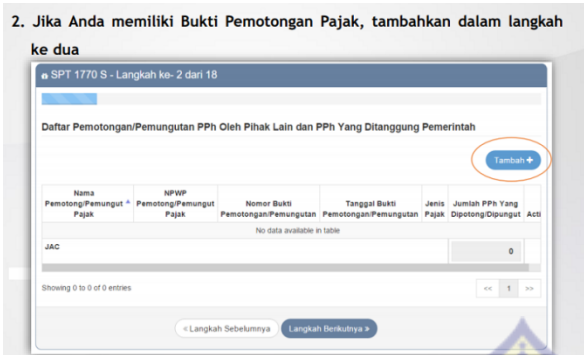 2. Jika Anda memiliki Bukti Pemotongan Pajak, tambahkan dalam langkah
ke dua
SPT 1770 S - Langkah ke- 2 dari 18
Daftar Pemotongan/Pemungutan PPh Oleh Pihak Lain dan PPh Yang Ditanggung Pemerintah
Tambah +
Nama Pemotong/Pemungut Pajak NPWP Pemotong/Pemungut Pajak Nomor Bukti Pemotongan/Pemungutan Tanggal Bukti Pemotongan/Pemungutan Jenis Pajak Jumlah PPh Yang Dipotong/Dipungut Acti
No data available in table
JAC 0
Showing 0 to 0 of 0 entries << 1 >>
« Langkah Sebelumnya Langkah Berikutnya »